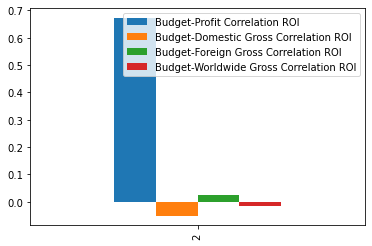 0.7
0.6
0.5
0.4
0.3
0.2
0.1
0.0
Budget-Profit Correlation ROI
Budget-Domestic Gross Correlation ROI
Budget-Foreign Gross Correlation ROI
Budget-Worldwide Gross Correlation ROI
2